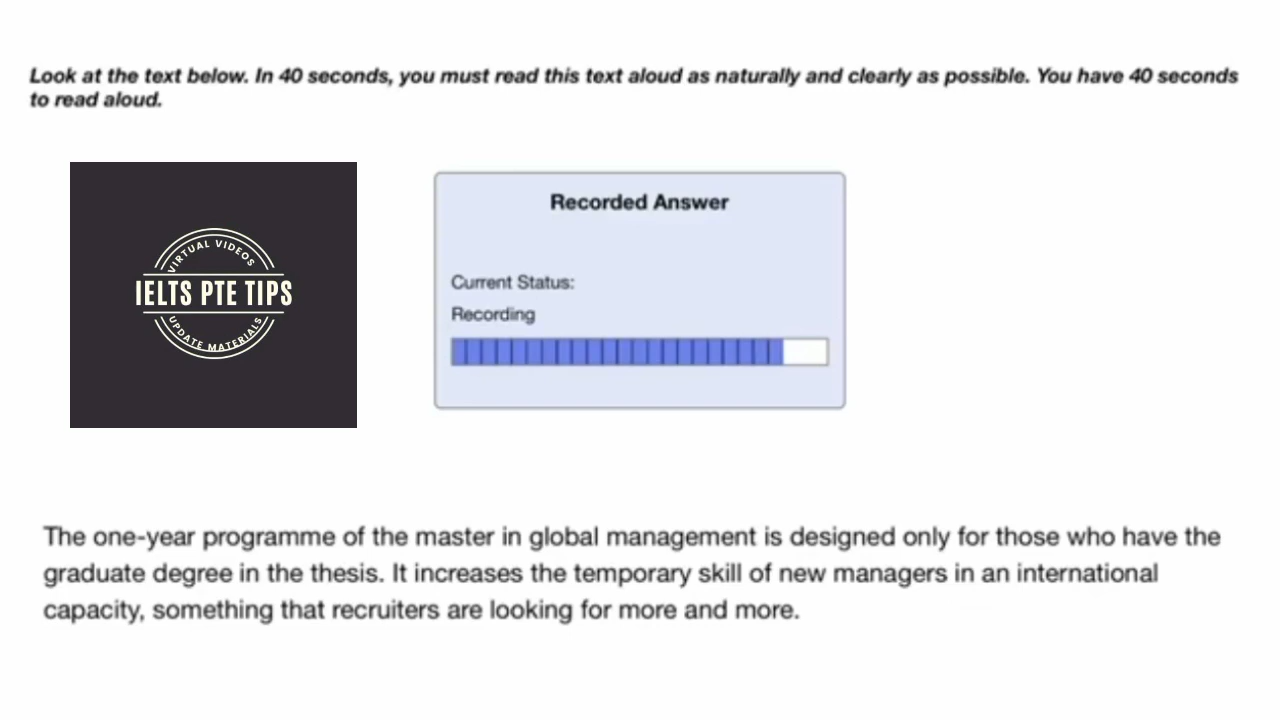 Look at the text below. In 40 seconds, you must read this text aloud as naturally and clearly as possible. You have 40 seconds
to read aloud.
VIRTUAL VIDEOS
IELTS PTE TIPS
UPDATE MATERIALS
Recorded Answer
Current Status:
Recording
The one-year programme of the master in global management is designed only for those who have the
graduate degree in the thesis. It increases the temporary skill of new managers in an international
capacity, something that recruiters are looking for more and more.